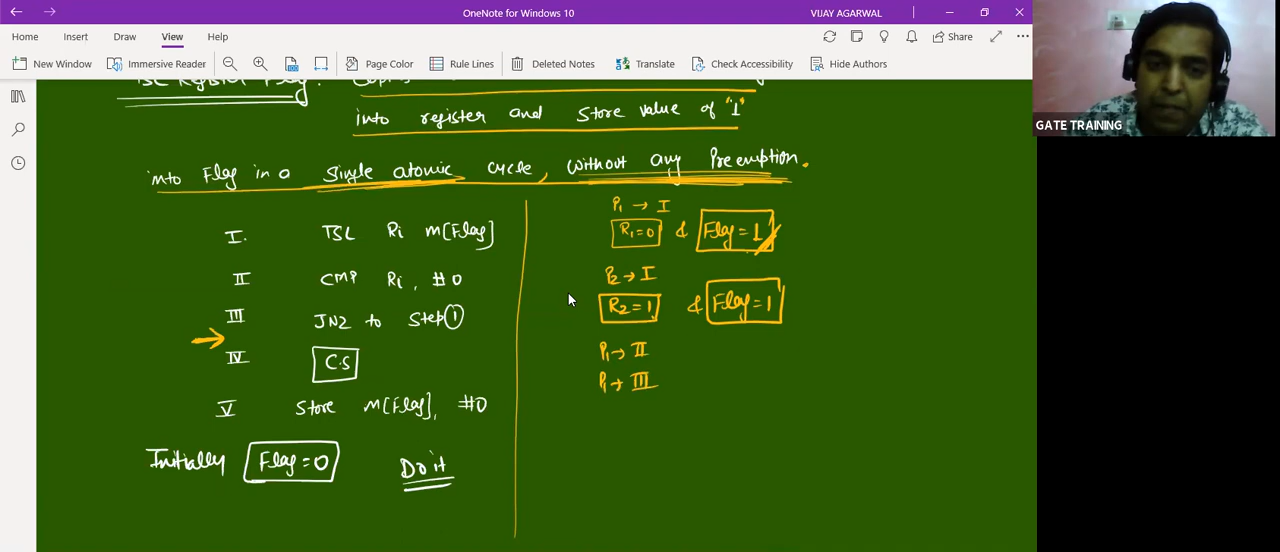 OneNote for Windows 10
VIJAY AGARWAL
Home Insert Draw View Help
Share
New Window Immersive Reader Page Color Rule Lines Deleted Notes Translate Check Accessibility Hide Authors
GATE TRAINING
TSL Register Flag:
into register and Store value of "1"
into Flag in a single atomic cycle, without any Preemption.
I. TSL Ri m[Flag]
II CMP Ri, #0
III JNZ to Step 1
IV C.S
V Store M[Flag], #0
Initially Flag=0 Do it
P1 → I
R1=0 & Flag=1
P2 → I
R2=1 & Flag=1
P1 → II
P1 → III